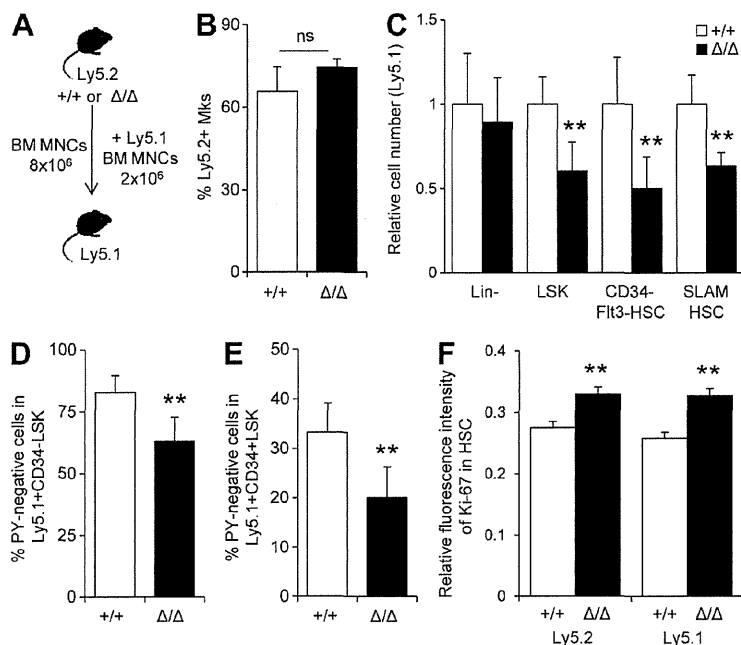 A
Ly5.2
+/+ or Δ/Δ
BM MNCs
8x10⁶
+ Ly5.1
BM MNCs
2x10⁶
Ly5.1
B
ns
% Ly5.2+ Mks
90
60
30
0
+/+
Δ/Δ
C
+/+
Δ/Δ
Relative cell number (Ly5.1)
1.5
1
0.5
0
**
**
**
Lin-
LSK
CD34-
Flt3-HSC
SLAM
HSC
D
% PY-negative cells in
Ly5.1+CD34-LSK
100
75
50
25
0
**
+/+
Δ/Δ
E
% PY-negative cells in
Ly5.1+CD34+LSK
50
40
30
20
10
0
**
+/+
Δ/Δ
F
Relative fluorescence intensity
of Ki-67 in HSC
0.4
0.3
0.2
0.1
0
**
**
+/+
Δ/Δ
+/+
Δ/Δ
Ly5.2
Ly5.1